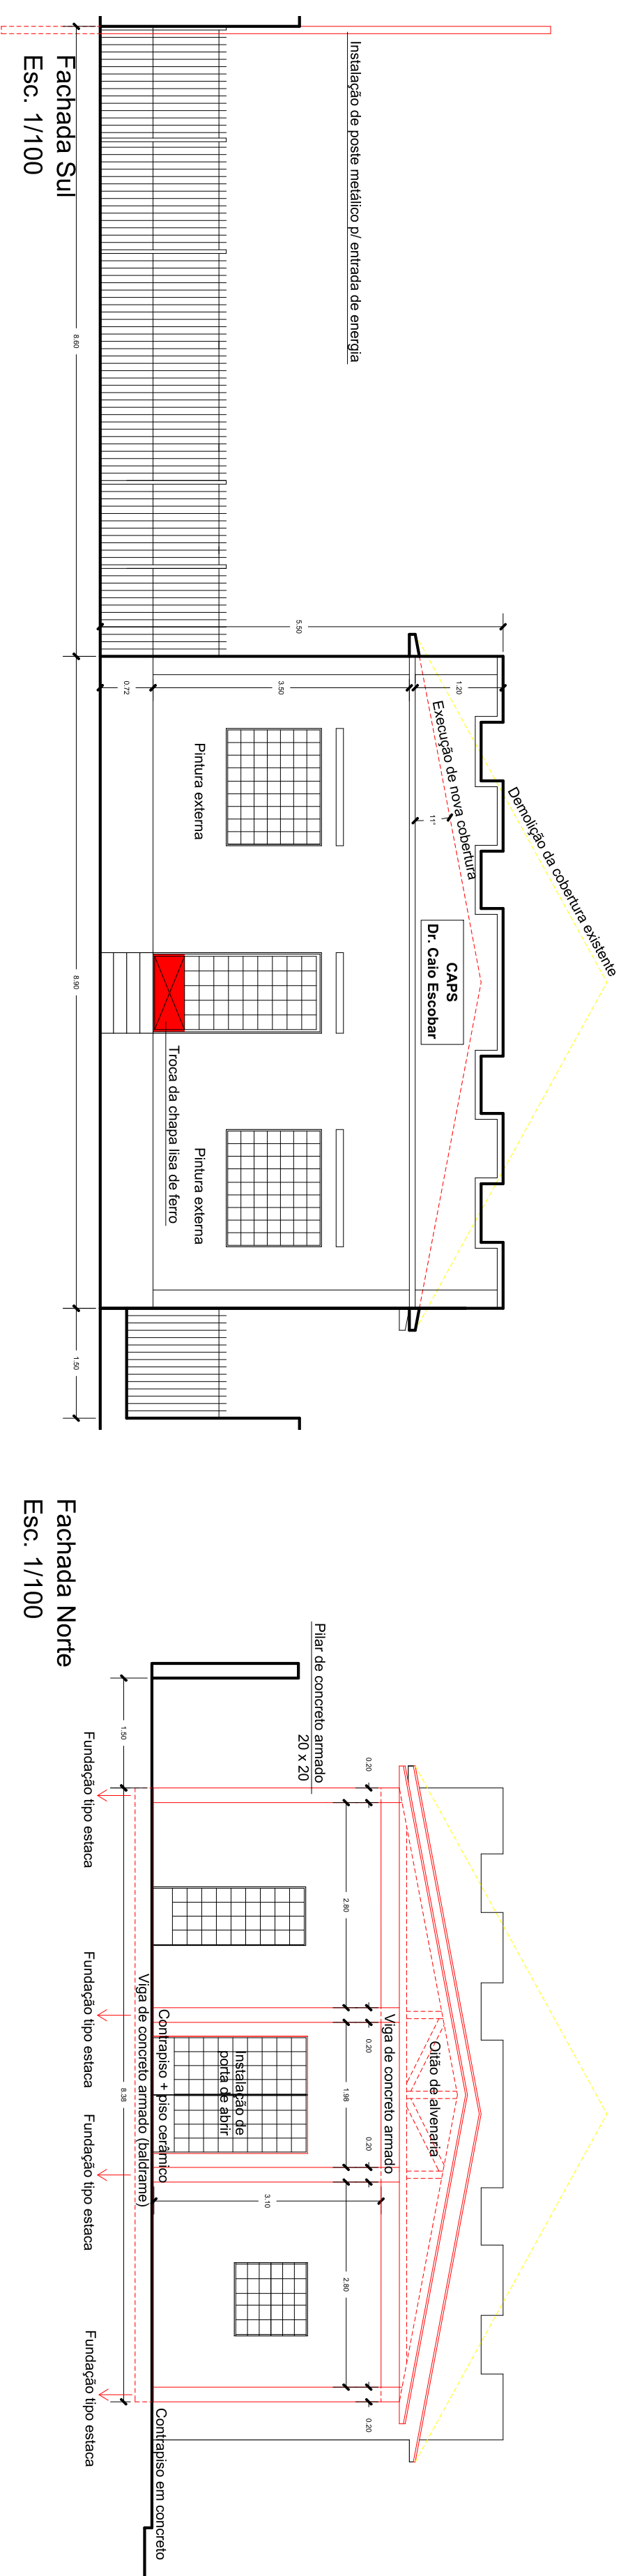 Instalação de poste metálico p/ entrada de energia
Fachada Sul
Esc. 1/100
8.60
5.50
0.72
3.50
1.20
Demolição da cobertura existente
Execução de nova cobertura
11°
CAPS
Dr. Caio Escobar
Pintura externa
Pintura externa
Troca da chapa lisa de ferro
8.90
1.50
Fachada Norte
Esc. 1/100
Pilar de concreto armado
20 x 20
1.50
0.20
2.80
0.20
1.98
0.20
2.80
0.20
Oitão de alvenaria
Viga de concreto armado
3.10
Instalação de
porta de abrir
Contrapiso + piso cerâmico
Viga de concreto armado (baldrame)
8.38
Contrapiso em concreto
Fundação tipo estaca
Fundação tipo estaca
Fundação tipo estaca
Fundação tipo estaca